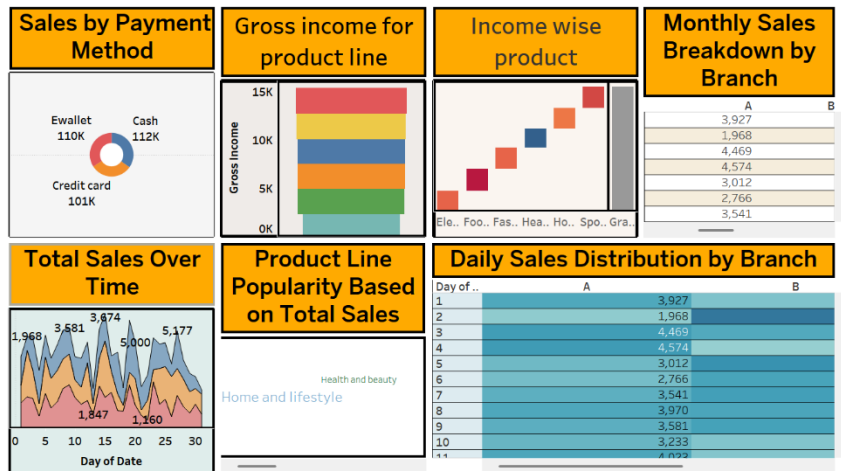 Sales by Payment
Method
Ewallet
110K
Cash
112K
Credit card
101K
Gross income for
product line
Gross Income
15K
10K
5K
0K
Income wise
product
Ele.. Foo.. Fas.. Hea.. Ho.. Spo.. Gra..
Monthly Sales
Breakdown by
Branch
A B
3,927
1,968
4,469
4,574
3,012
2,766
3,541
Total Sales Over
Time
1,968 3,581 3,674 5,000 5,177
1,847 1,160
0 5 10 15 20 25 30
Day of Date
Product Line
Popularity Based
on Total Sales
Health and beauty
Home and lifestyle
Daily Sales Distribution by Branch
Day of .. A B
1 3,927
2 1,968
3 4,469
4 4,574
5 3,012
6 2,766
7 3,541
8 3,970
9 3,581
10 3,233
11 4,023